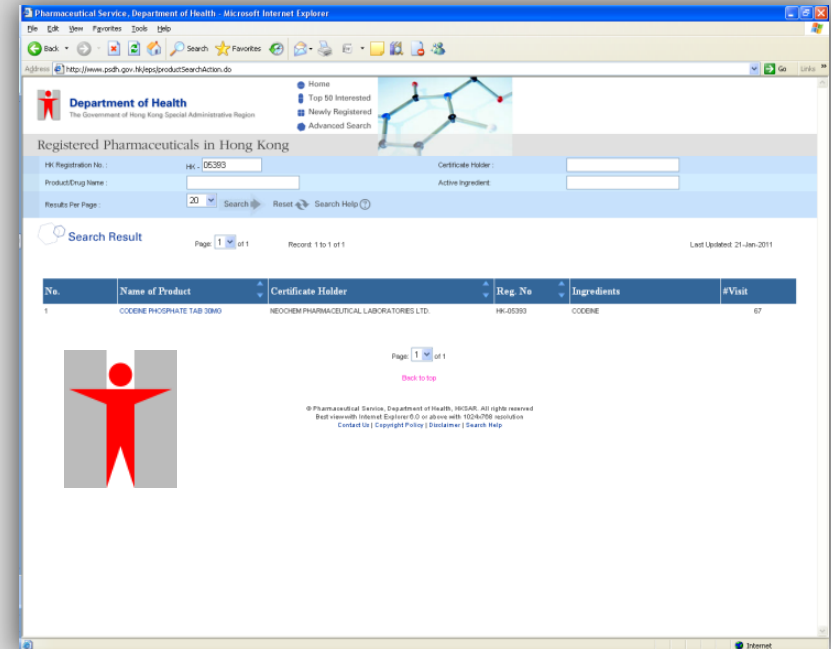 Pharmaceutical Service, Department of Health - Microsoft Internet Explorer
File Edit View Favorites Tools Help
Back Search Favorites
Address http://www.psdh.gov.hk/eps/productSearchAction.do Go Links »
Department of Health
The Government of Hong Kong Special Administrative Region
Home
Top 50 Interested
Newly Registered
Advanced Search
Registered Pharmaceuticals in Hong Kong
HK Registration No. : HK - 05393 Certificate Holder :
Product/Drug Name : Active Ingredient
Results Per Page : 20 Search Reset Search Help
Search Result Page: 1 of 1 Record: 1 to 1 of 1 Last Updated: 21-Jan-2011
No. Name of Product Certificate Holder Reg. No Ingredients #Visit
1 CODEINE PHOSPHATE TAB 30MG NEOCHEM PHARMACEUTICAL LABORATORIES LTD. HK-05393 CODEINE 67
Page: 1 of 1
Back to top
© Pharmaceutical Service, Department of Health, HKSAR. All rights reserved
Best view with Internet Explorer 6.0 or above with 1024x768 resolution
Contact Us | Copyright Policy | Disclaimer | Search Help
Internet